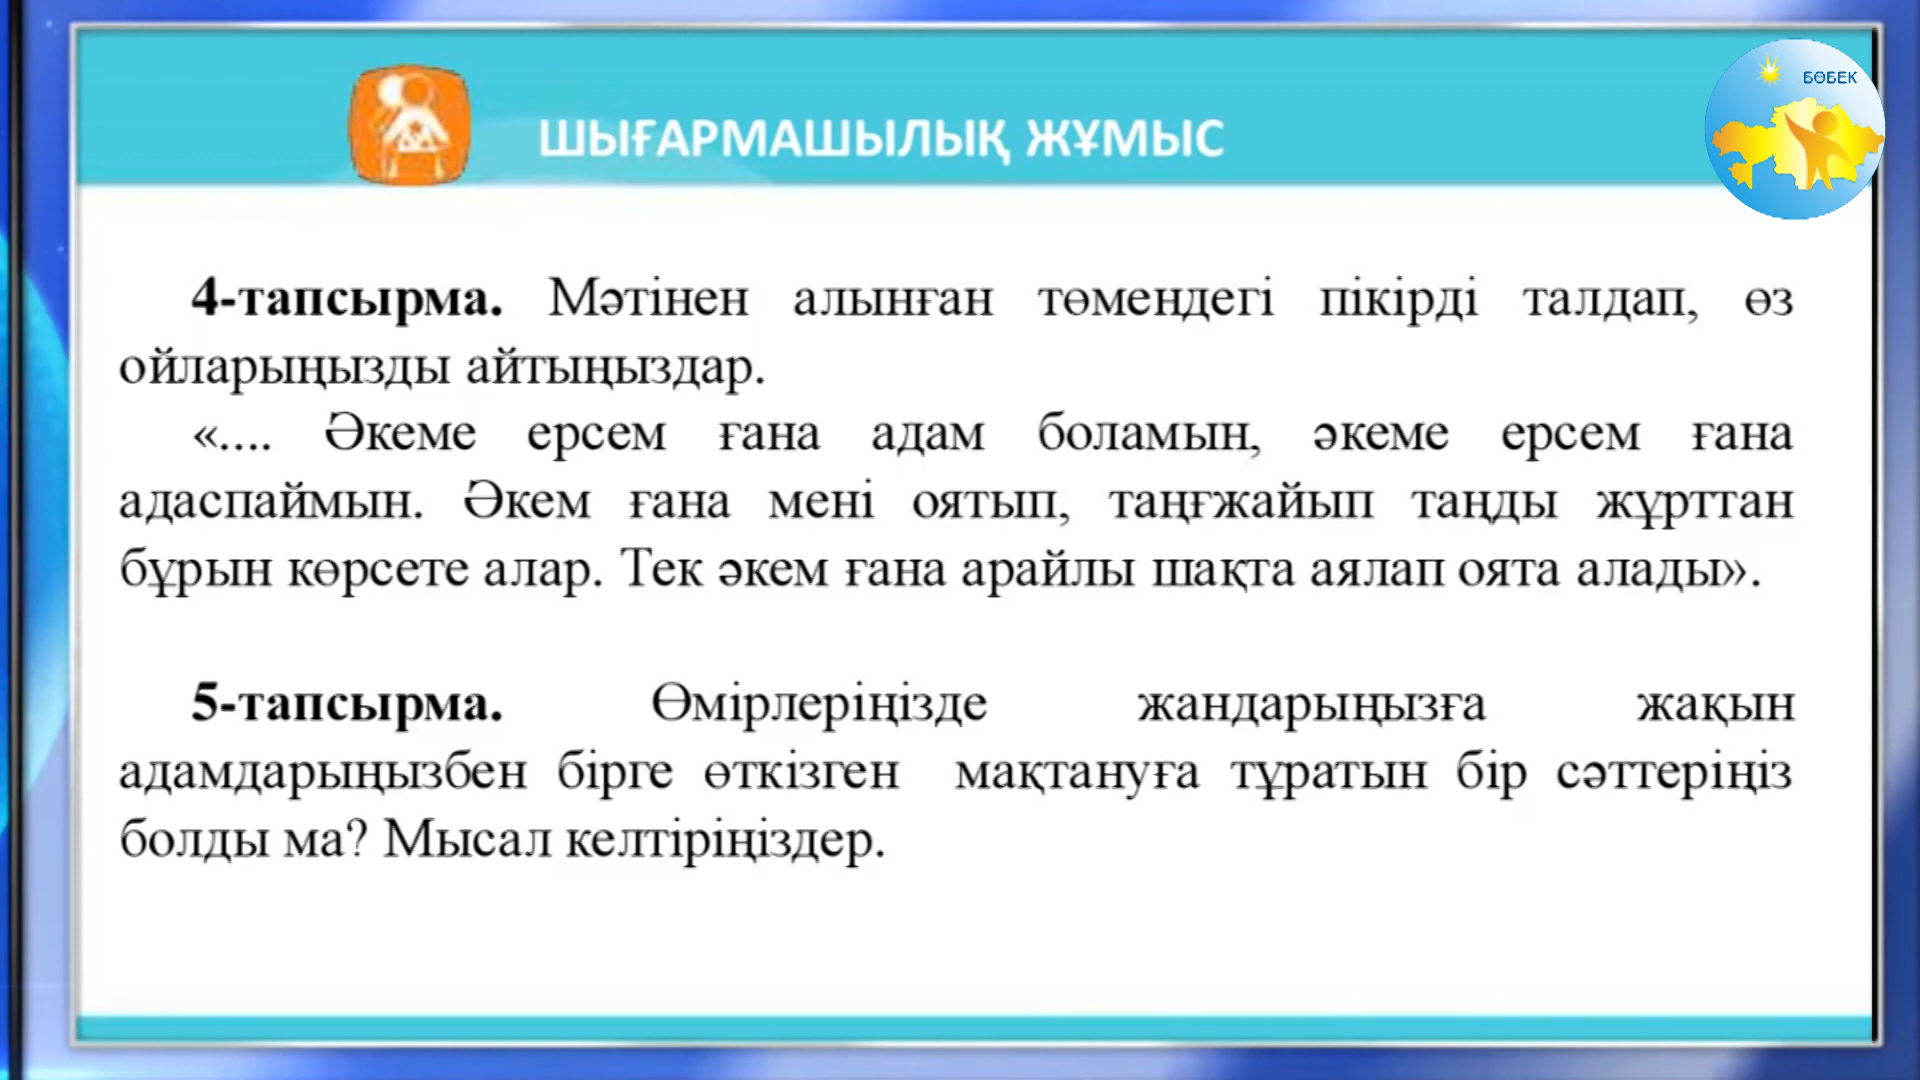 БӨБЕК
ШЫҒАРМАШЫЛЫҚ ЖҰМЫС
4-тапсырма. Мәтінен алынған төмендегі пікірді талдап, өз
ойларыңызды айтыңыздар.
«.... Әкеме ерсем ғана адам боламын, әкеме ерсем ғана
адаспаймын. Әкем ғана мені оятып, таңғжайып таңды жұрттан
бұрын көрсете алар. Тек әкем ғана арайлы шақта аялап оята алады».
5-тапсырма. Өмірлеріңізде жандарыңызға жақын
адамдарыңызбен бірге өткізген мақтануға тұратын бір сәттеріңіз
болды ма? Мысал келтіріңіздер.